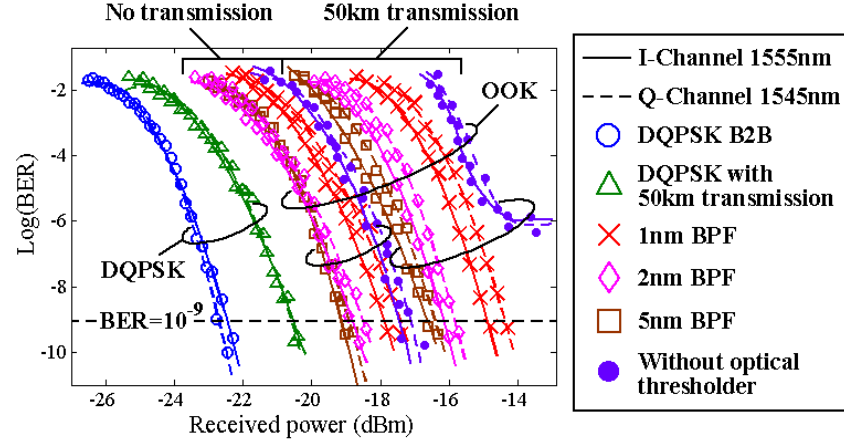 No transmission 50km transmission
-2
-4
-6
-8
-10
Log(BER)
OOK
DQPSK
BER=10⁻⁹
-26 -24 -22 -20 -18 -16 -14
Received power (dBm)
I-Channel 1555nm
Q-Channel 1545nm
DQPSK B2B
DQPSK with
50km transmission
1nm BPF
2nm BPF
5nm BPF
Without optical
thresholder